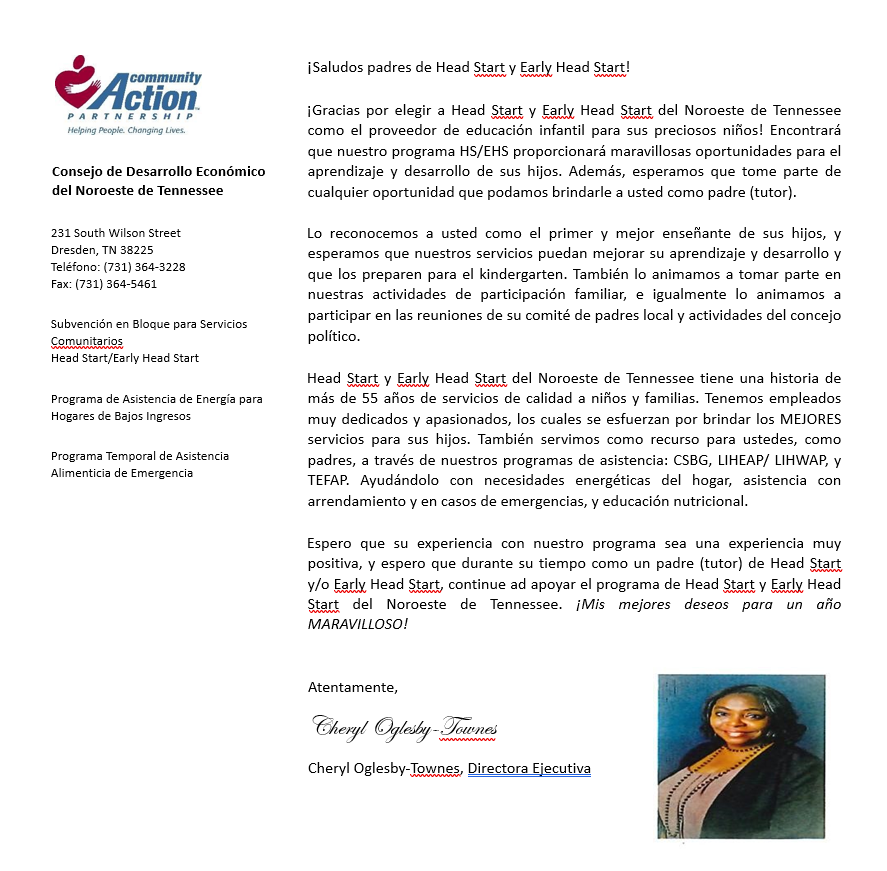 community
Action
PARTNERSHIP
Helping People. Changing Lives.
Consejo de Desarrollo Económico
del Noroeste de Tennessee
231 South Wilson Street
Dresden, TN 38225
Teléfono: (731) 364-3228
Fax: (731) 364-5461
Subvención en Bloque para Servicios
Comunitarios
Head Start/Early Head Start
Programa de Asistencia de Energía para
Hogares de Bajos Ingresos
Programa Temporal de Asistencia
Alimenticia de Emergencia
¡Saludos padres de Head Start y Early Head Start!
¡Gracias por elegir a Head Start y Early Head Start del Noroeste de Tennessee
como el proveedor de educación infantil para sus preciosos niños! Encontrará
que nuestro programa HS/EHS proporcionará maravillosas oportunidades para el
aprendizaje y desarrollo de sus hijos. Además, esperamos que tome parte de
cualquier oportunidad que podamos brindarle a usted como padre (tutor).
Lo reconocemos a usted como el primer y mejor enseñante de sus hijos, y
esperamos que nuestros servicios puedan mejorar su aprendizaje y desarrollo y
que los preparen para el kindergarten. También lo animamos a tomar parte en
nuestras actividades de participación familiar, e igualmente lo animamos a
participar en las reuniones de su comité de padres local y actividades del concejo
político.
Head Start y Early Head Start del Noroeste de Tennessee tiene una historia de
más de 55 años de servicios de calidad a niños y familias. Tenemos empleados
muy dedicados y apasionados, los cuales se esfuerzan por brindar los MEJORES
servicios para sus hijos. También servimos como recurso para ustedes, como
padres, a través de nuestros programas de asistencia: CSBG, LIHEAP/ LIHWAP, y
TEFAP. Ayudándolo con necesidades energéticas del hogar, asistencia con
arrendamiento y en casos de emergencias, y educación nutricional.
Espero que su experiencia con nuestro programa sea una experiencia muy
positiva, y espero que durante su tiempo como un padre (tutor) de Head Start
y/o Early Head Start, continue ad apoyar el programa de Head Start y Early Head
Start del Noroeste de Tennessee. ¡Mis mejores deseos para un año
MARAVILLOSO!
Atentamente,
Cheryl Oglesby-Townes
Cheryl Oglesby-Townes, Directora Ejecutiva